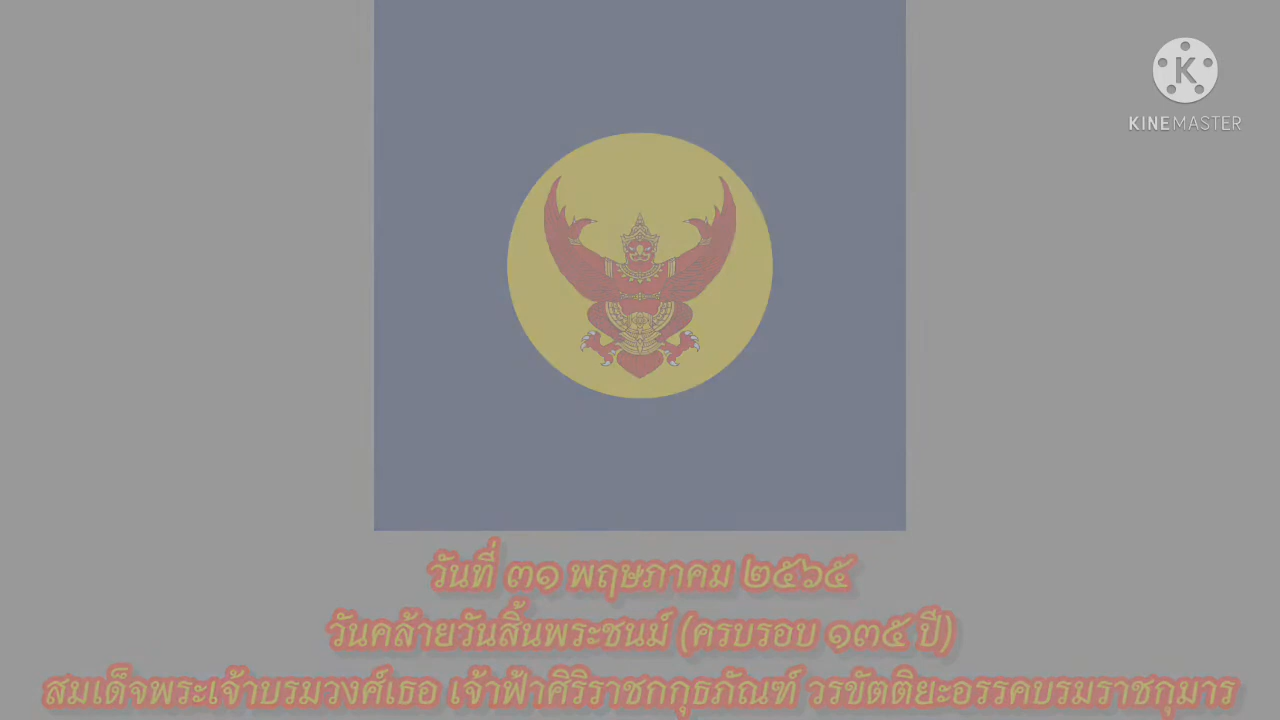 KINEMASTER
วันที่ ๓๑ พฤษภาคม ๒๕๖๕
วันคล้ายวันสิ้นพระชนม์ (ครบรอบ ๑๓๕ ปี)
สมเด็จพระเจ้าบรมวงศ์เธอ เจ้าฟ้าศิริราชกกุธภัณฑ์ วรขัตติยะอรรคบรมราชกุมาร